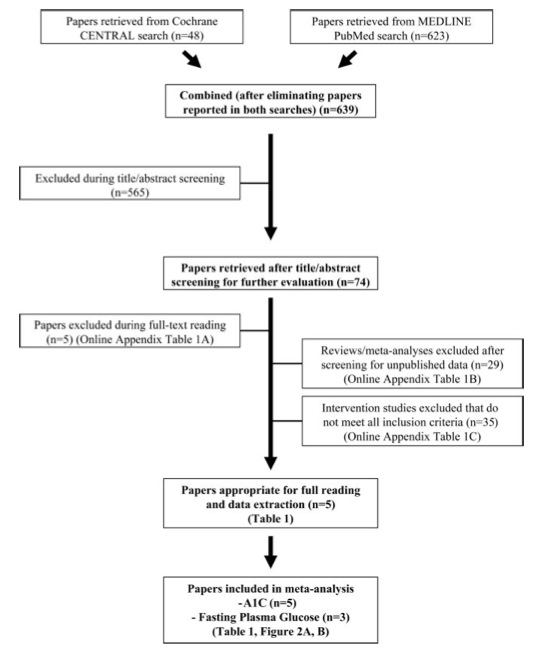 Papers retrieved from Cochrane
CENTRAL search (n=48)
Papers retrieved from MEDLINE
PubMed search (n=623)
Combined (after eliminating papers
reported in both searches) (n=639)
Excluded during title/abstract screening
(n=565)
Papers retrieved after title/abstract
screening for further evaluation (n=74)
Papers excluded during full-text reading
(n=5) (Online Appendix Table 1A)
Reviews/meta-analyses excluded after
screening for unpublished data (n=29)
(Online Appendix Table 1B)
Intervention studies excluded that do
not meet all inclusion criteria (n=35)
(Online Appendix Table 1C)
Papers appropriate for full reading
and data extraction (n=5)
(Table 1)
Papers included in meta-analysis
-A1C (n=5)
- Fasting Plasma Glucose (n=3)
(Table 1, Figure 2A, B)